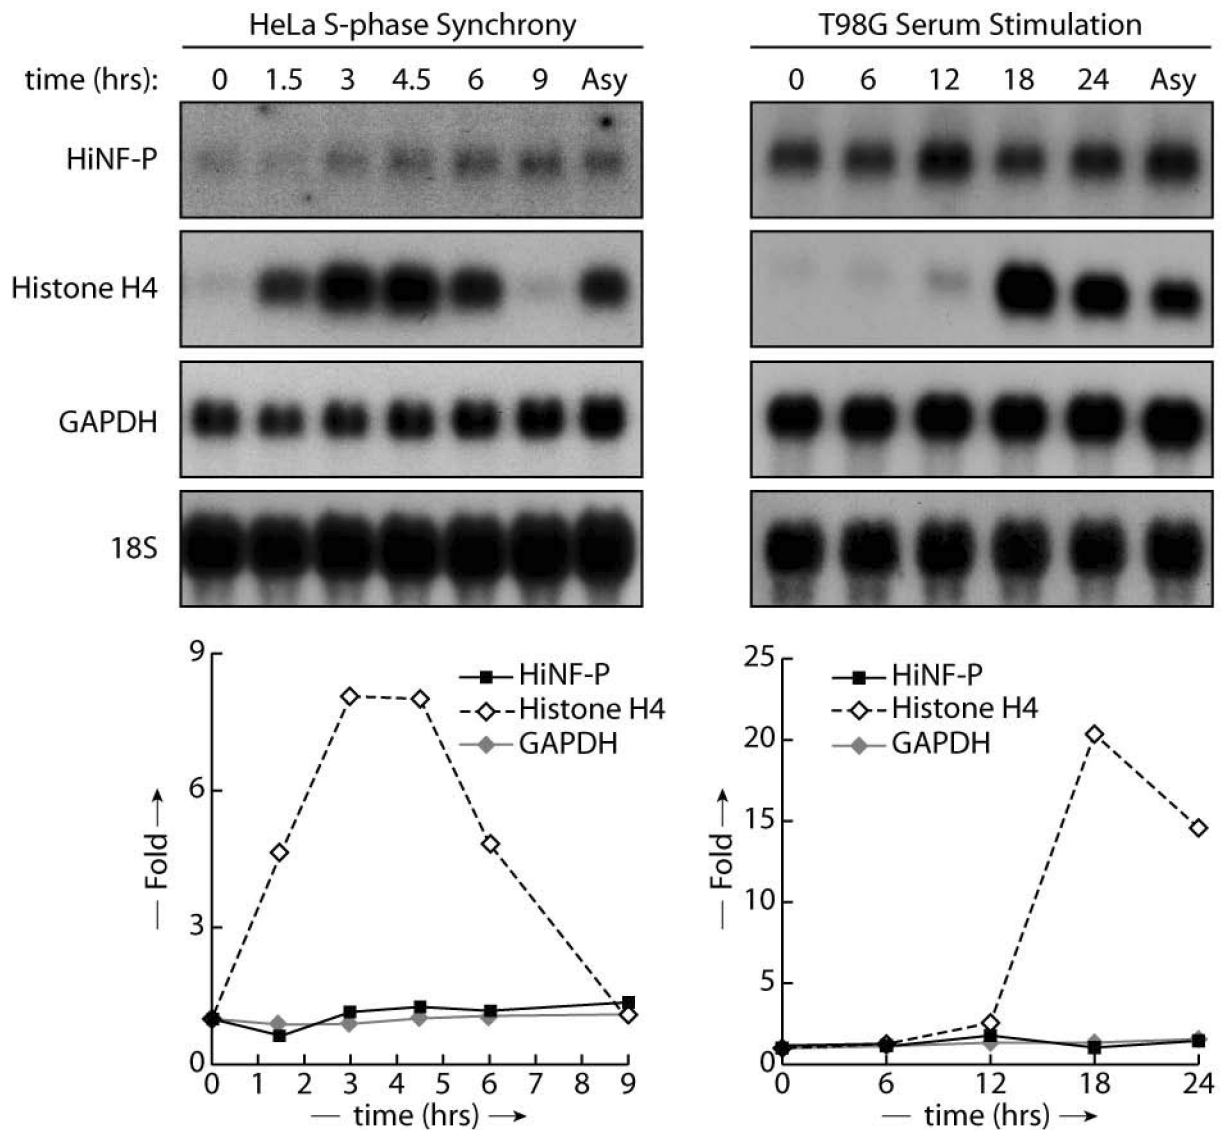 HeLa S-phase Synchrony
T98G Serum Stimulation
time (hrs): 0 1.5 3 4.5 6 9 Asy
0 6 12 18 24 Asy
HiNF-P
Histone H4
GAPDH
18S
9
6
3
0
Fold
HiNF-P
Histone H4
GAPDH
0 1 2 3 4 5 6 7 8 9
time (hrs)
25
20
15
10
5
0
Fold
HiNF-P
Histone H4
GAPDH
0 6 12 18 24
time (hrs)